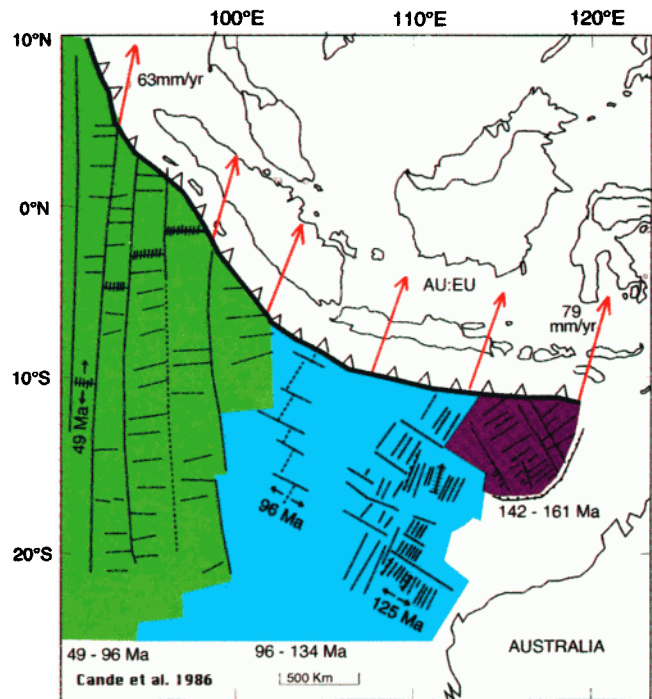 100°E
110°E
120°E
10°N
63mm/yr
0°N
AU:EU
79
mm/yr
10°S
49 Ma
142 - 161 Ma
96 Ma
20°S
125 Ma
AUSTRALIA
49 - 96 Ma
96 - 134 Ma
Cande et al. 1986
500 Km